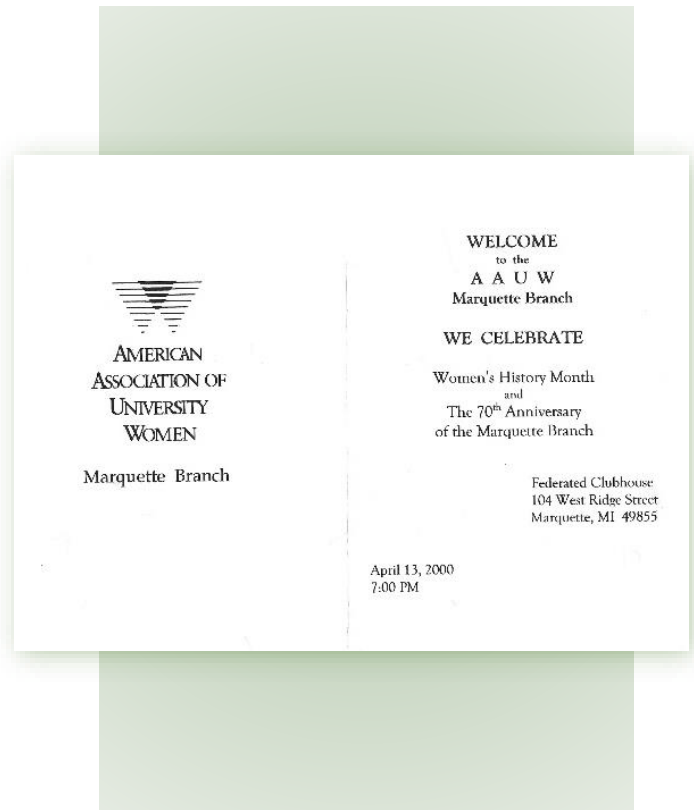 AMERICAN
ASSOCIATION OF
UNIVERSITY
WOMEN
Marquette Branch
WELCOME
to the
A A U W
Marquette Branch
WE CELEBRATE
Women's History Month
and
The 70th Anniversary
of the Marquette Branch
Federated Clubhouse
104 West Ridge Street
Marquette, MI 49855
April 13, 2000
7:00 PM